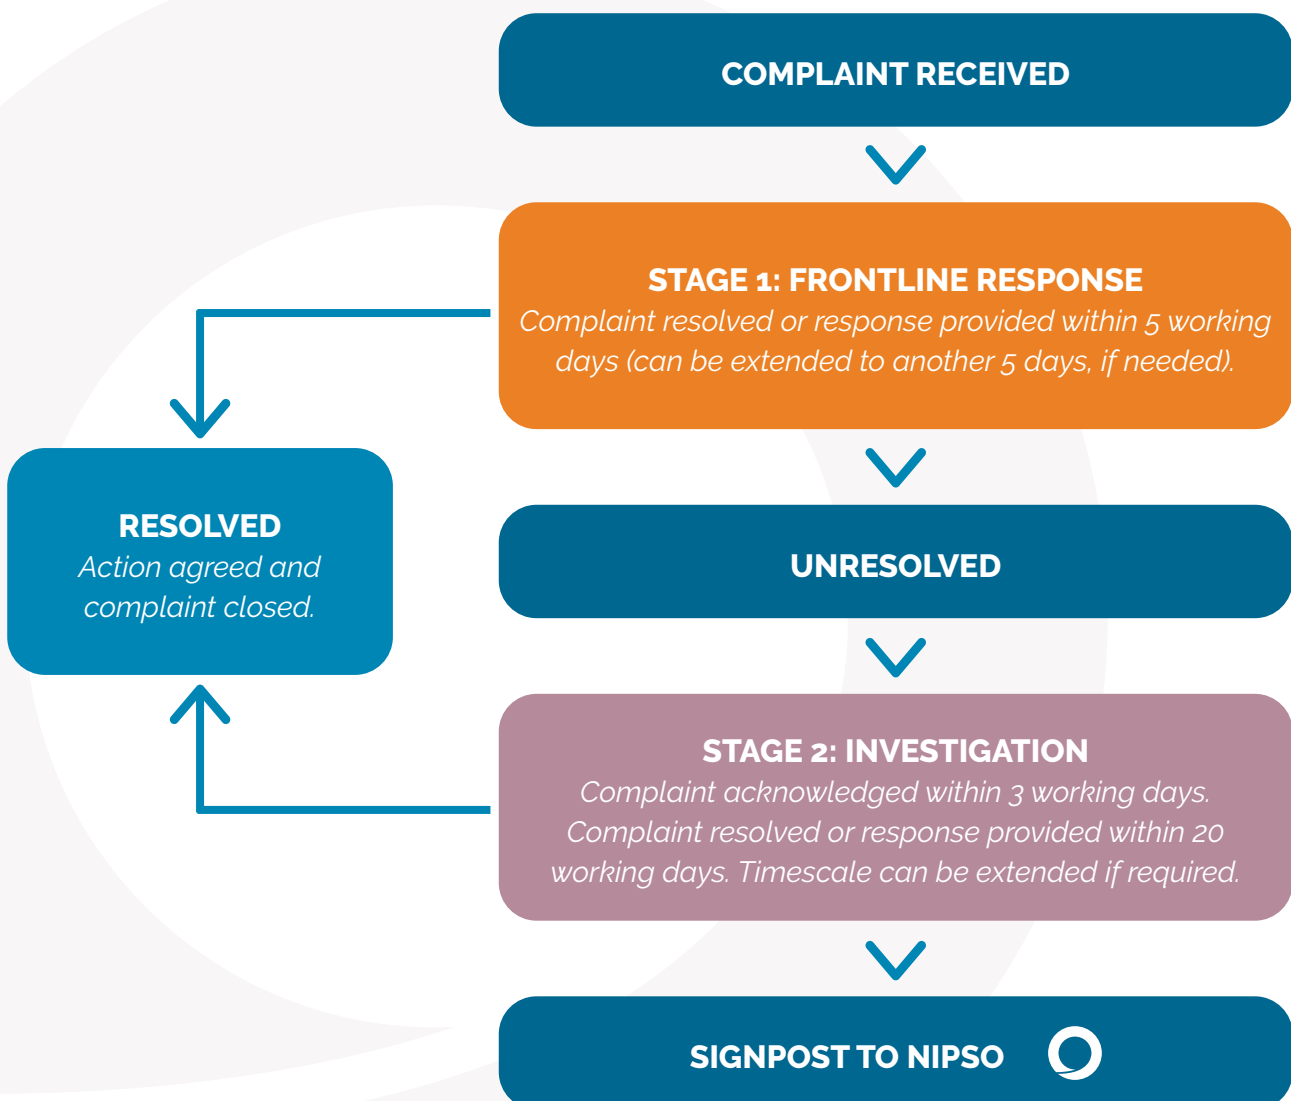 COMPLAINT RECEIVED
STAGE 1: FRONTLINE RESPONSE
Complaint resolved or response provided within 5 working
days (can be extended to another 5 days, if needed).
RESOLVED
Action agreed and
complaint closed.
UNRESOLVED
STAGE 2: INVESTIGATION
Complaint acknowledged within 3 working days.
Complaint resolved or response provided within 20
working days. Timescale can be extended if required.
SIGNPOST TO NIPSO